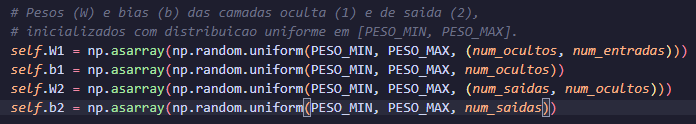 # Pesos (W) e bias (b) das camadas oculta (1) e de saida (2),
# inicializados com distribuicao uniforme em [PESO_MIN, PESO_MAX].
self.W1 = np.asarray(np.random.uniform(PESO_MIN, PESO_MAX, (num_ocultos, num_entradas)))
self.b1 = np.asarray(np.random.uniform(PESO_MIN, PESO_MAX, num_ocultos))
self.W2 = np.asarray(np.random.uniform(PESO_MIN, PESO_MAX, (num_saidas, num_ocultos)))
self.b2 = np.asarray(np.random.uniform(PESO_MIN, PESO_MAX, num_saidas))